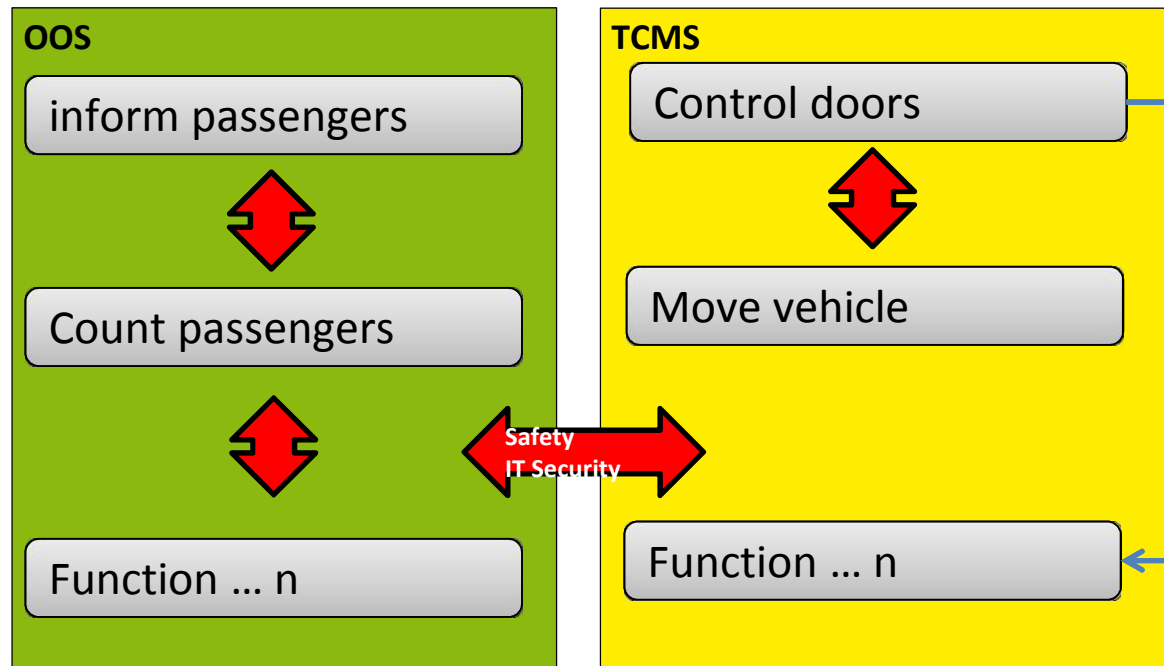 OOS
inform passengers
Count passengers
Function ... n
Safety
IT Security
TCMS
Control doors
Move vehicle
Function ... n